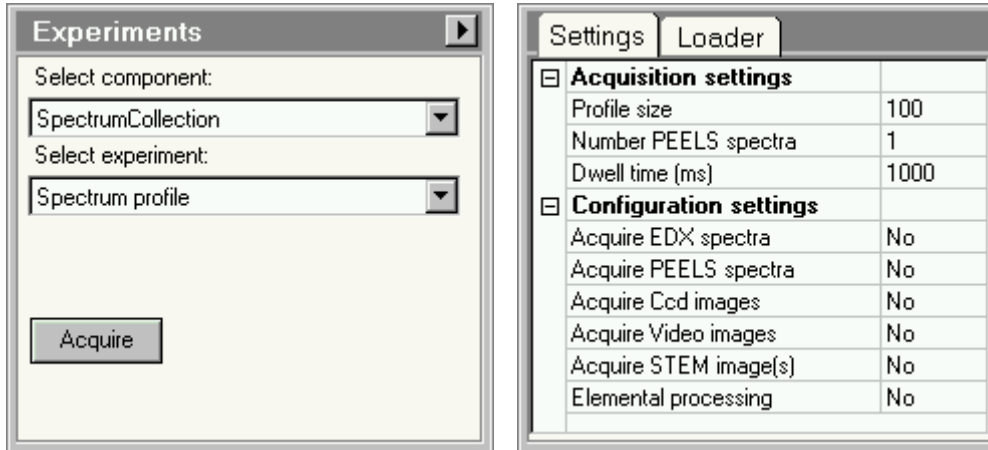 Experiments
Select component:
SpectrumCollection
Select experiment:
Spectrum profile
Acquire
Settings Loader
Acquisition settings
Profile size 100
Number PEELS spectra 1
Dwell time (ms) 1000
Configuration settings
Acquire EDX spectra No
Acquire PEELS spectra No
Acquire Ccd images No
Acquire Video images No
Acquire STEM image(s) No
Elemental processing No